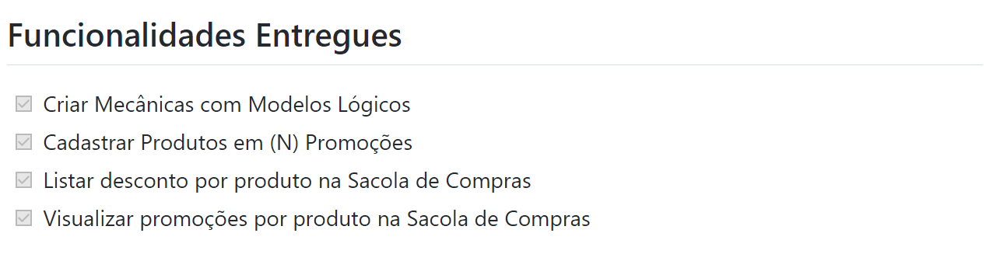 Funcionalidades Entregues
Criar Mecânicas com Modelos Lógicos
Cadastrar Produtos em (N) Promoções
Listar desconto por produto na Sacola de Compras
Visualizar promoções por produto na Sacola de Compras